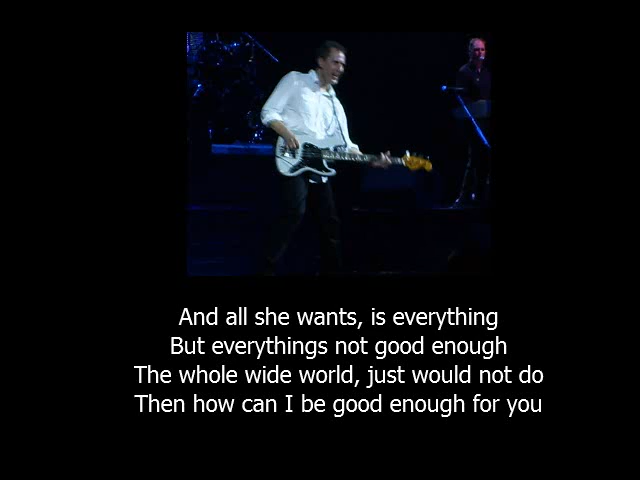 And all she wants, is everything
But everythings not good enough
The whole wide world, just would not do
Then how can I be good enough for you